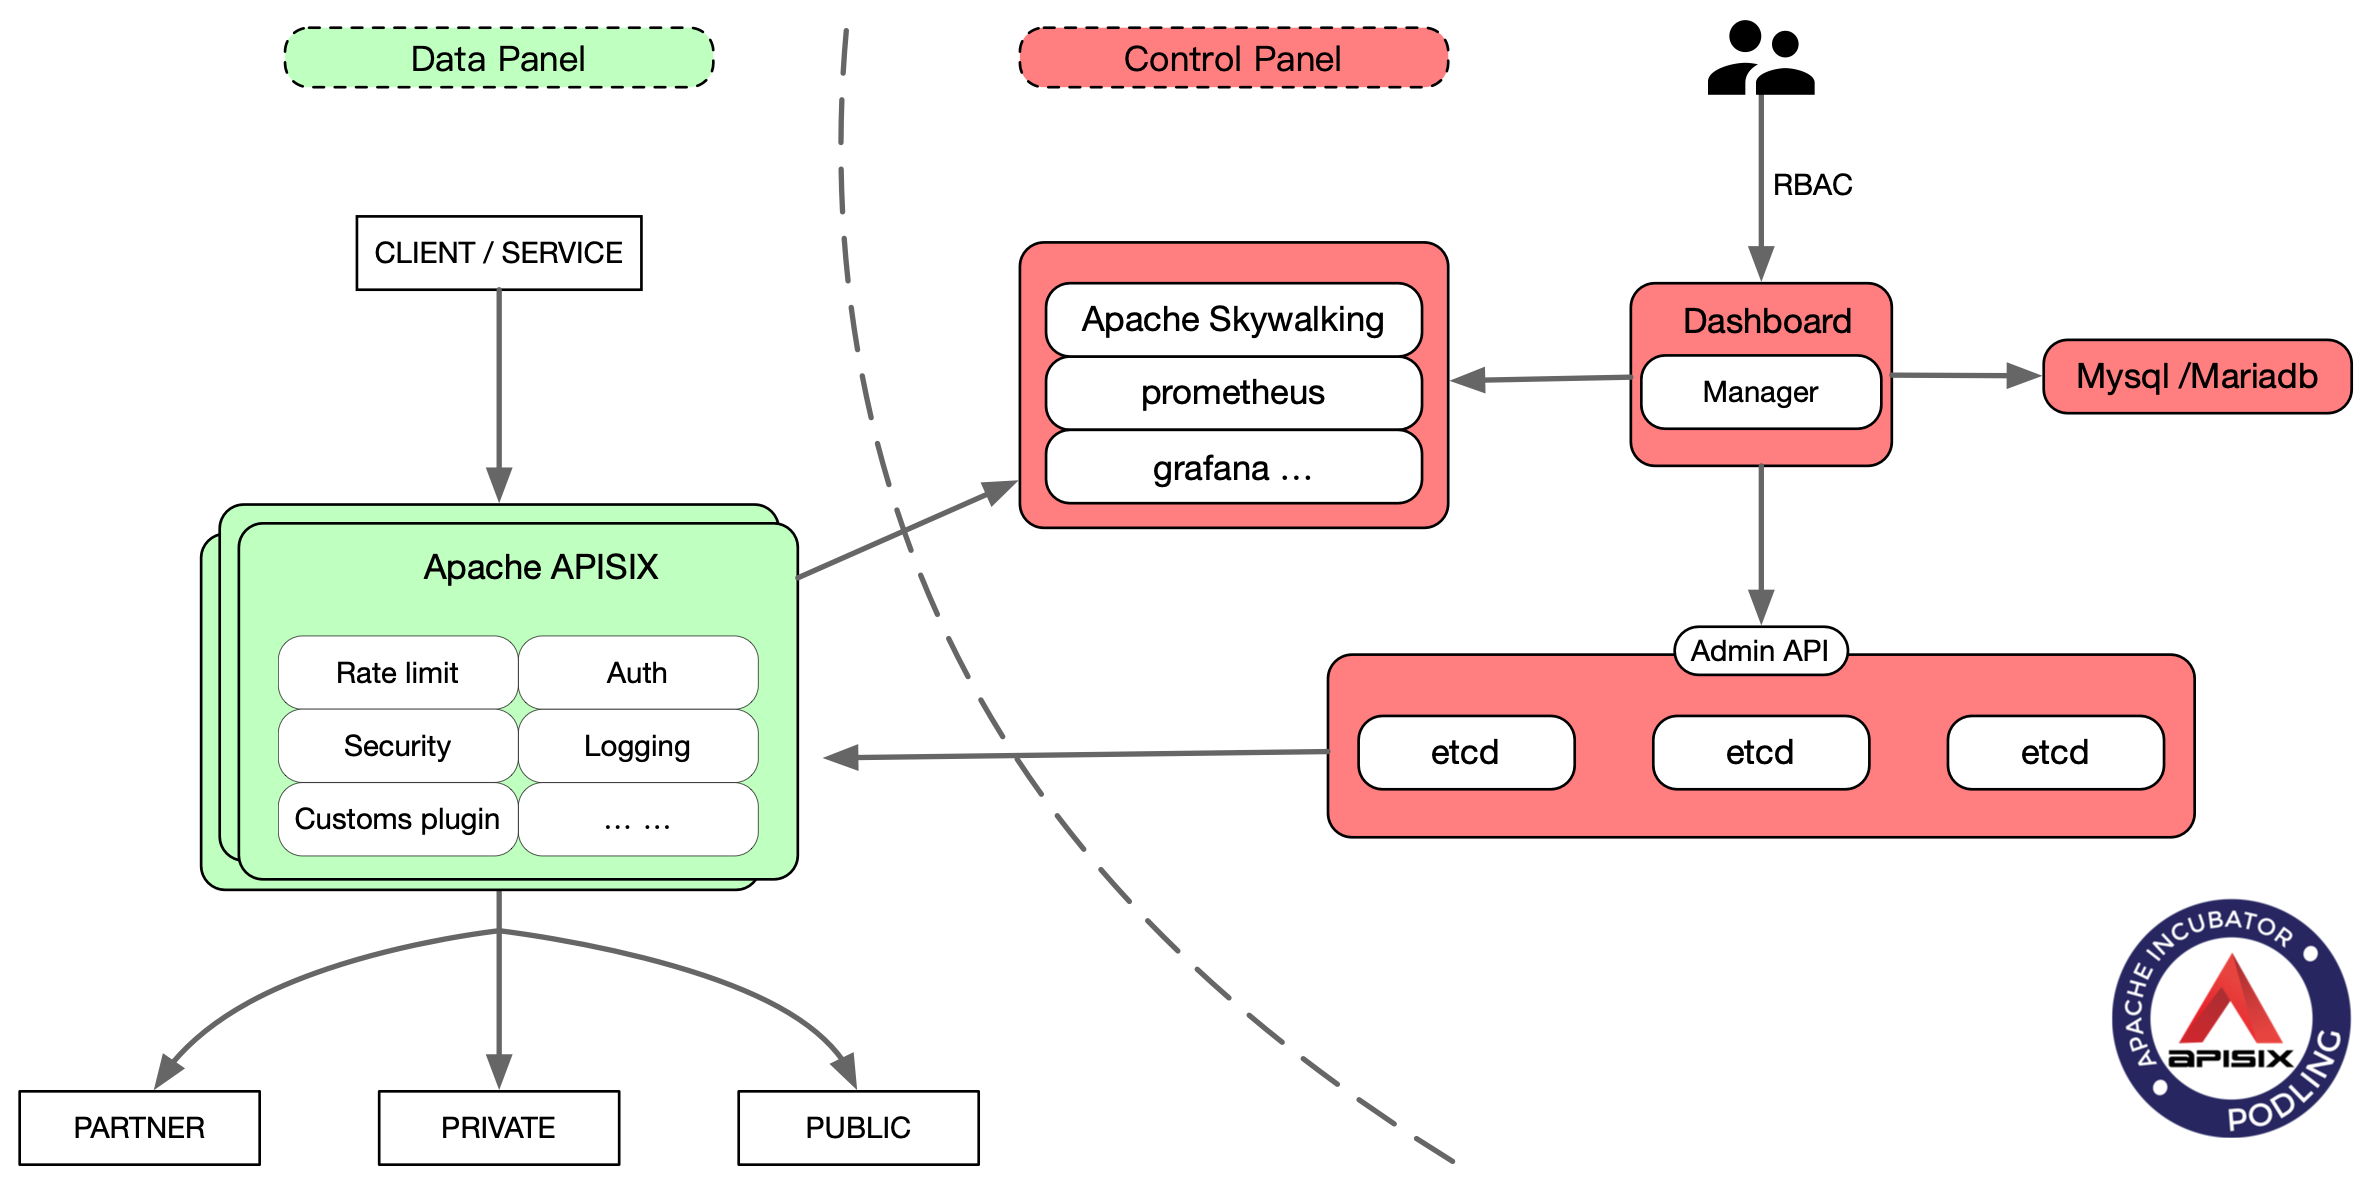 Data Panel
Control Panel
RBAC
CLIENT / SERVICE
Apache Skywalking
prometheus
grafana ...
Dashboard
Manager
Mysql /Mariadb
Apache APISIX
Rate limit
Auth
Security
Logging
Customs plugin
... ...
Admin API
etcd
etcd
etcd
PARTNER
PRIVATE
PUBLIC
APACHE INCUBATOR
APISIX
PODLING